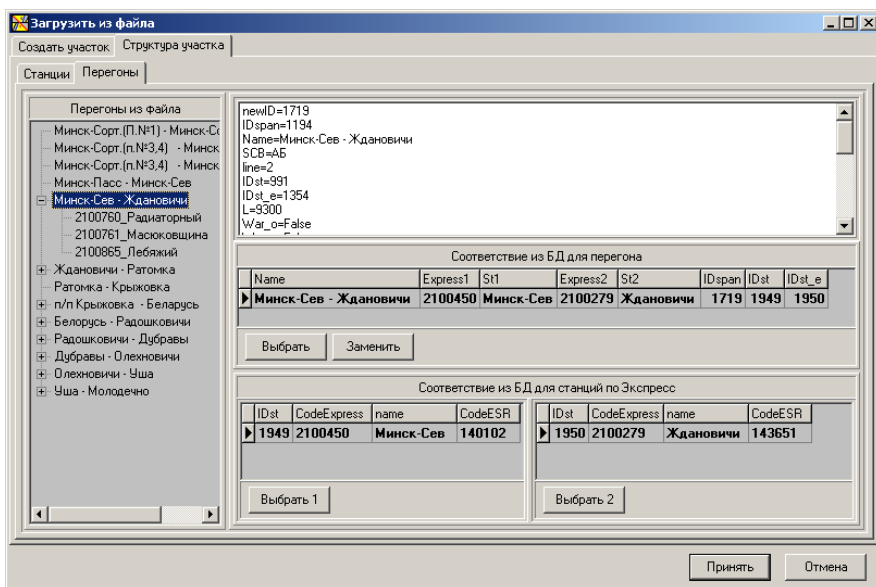 Загрузить из файла
Создать участок Структура участка
Станции Перегоны
Перегоны из файла
Минск-Сорт.(П.№1) - Минск-Со
Минск-Сорт.(п.№3,4) - Минск
Минск-Сорт.(п.№3,4) - Минск
Минск-Пасс - Минск-Сев
Минск-Сев - Ждановичи
2100760_Радиаторный
2100761_Масюковщина
2100865_Лебяжий
Ждановичи - Ратомка
Ратомка - Крыжовка
п/п Крыжовка - Беларусь
Белорусь - Радошковичи
Радошковичи - Дубравы
Дубравы - Олехновичи
Олехновичи - Уша
Уша - Молодечно
newID=1719
IDspan=1194
Name=Минск-Сев - Ждановичи
SCB=АБ
line=2
IDst=991
IDst_e=1354
L=9300
War_o=False
Соответствие из БД для перегона
Name Express1 St1 Express2 St2 IDspan IDst IDst_e
Минск-Сев - Ждановичи 2100450 Минск-Сев 2100279 Ждановичи 1719 1949 1950
Выбрать Заменить
Соответствие из БД для станций по Экспресс
IDst CodeExpress name CodeESR
1949 2100450 Минск-Сев 140102
Выбрать 1
IDst CodeExpress name CodeESR
1950 2100279 Ждановичи 143651
Выбрать 2
Принять Отмена